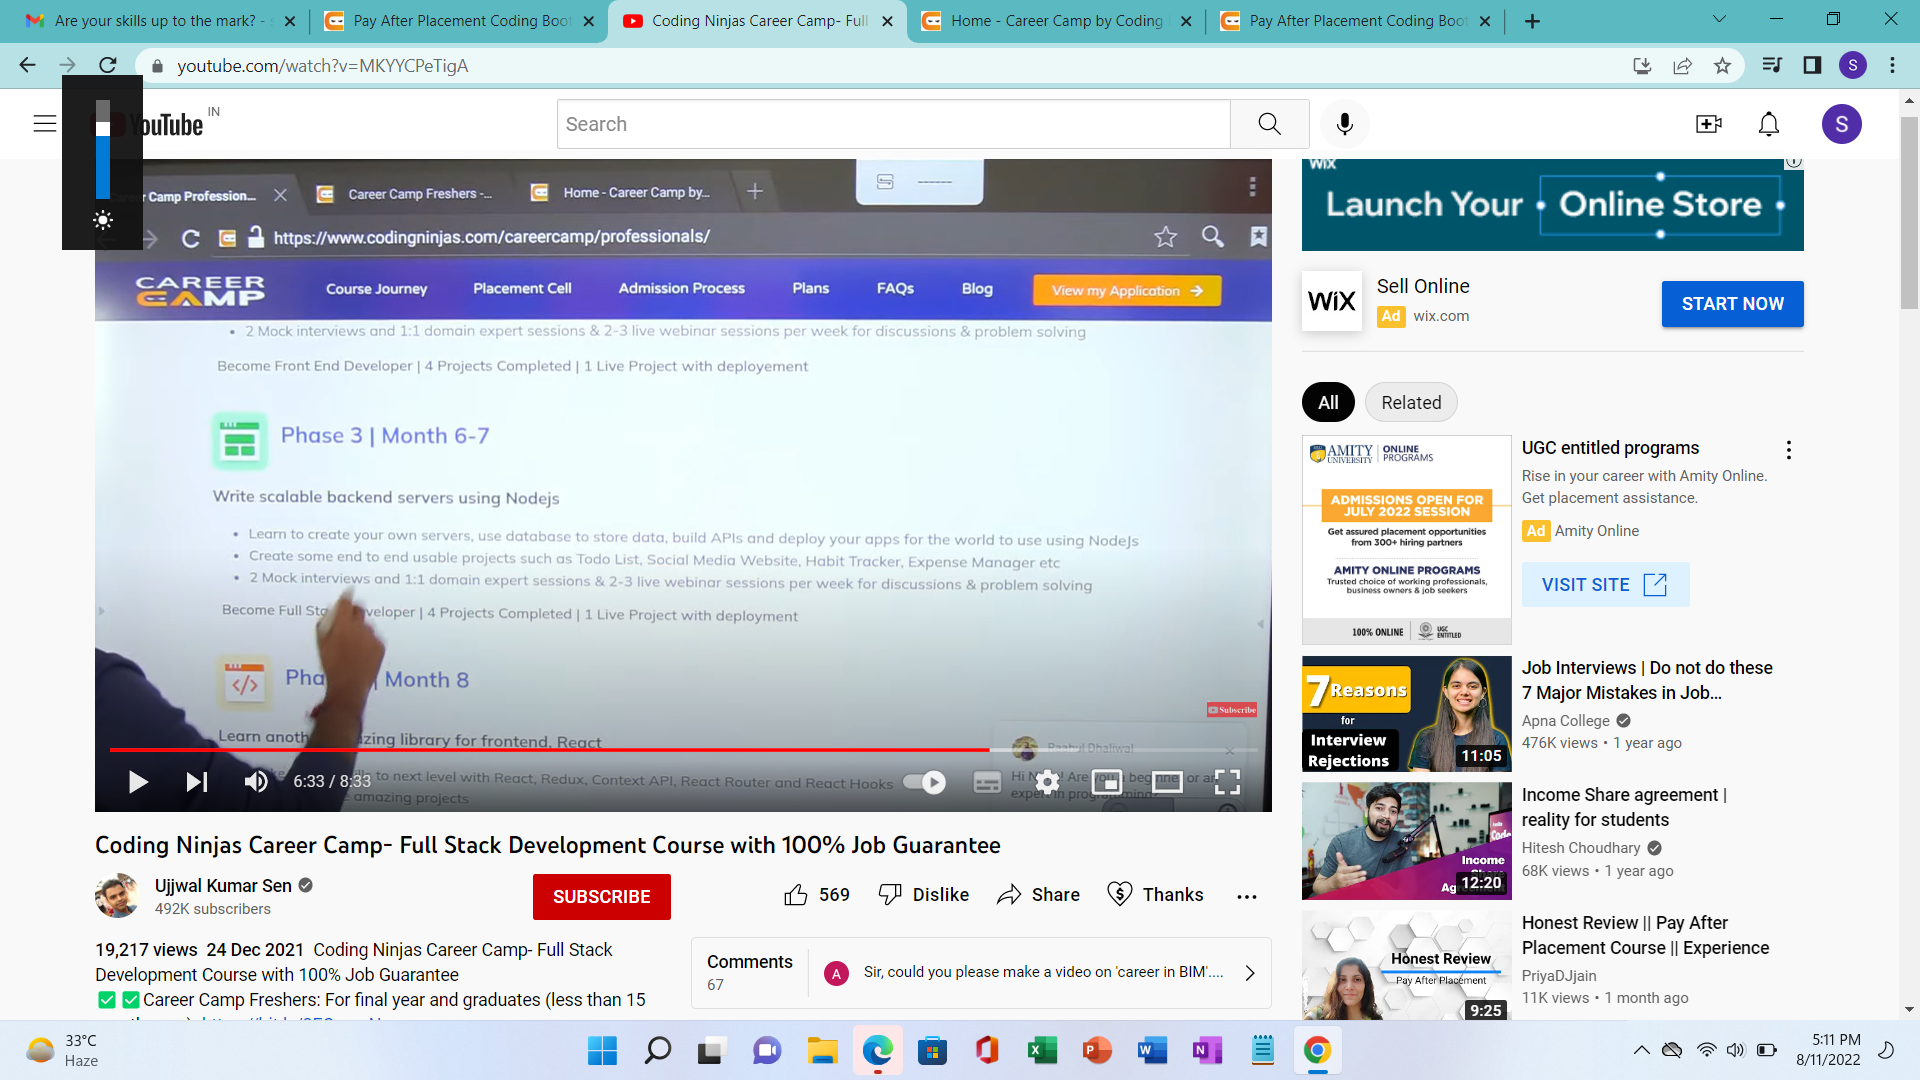 Are your skills up to the mark? - s
Pay After Placement Coding Boot
Coding Ninjas Career Camp- Full
Home - Career Camp by Coding
Pay After Placement Coding Boot
youtube.com/watch?v=MKYYCPeTigA
S
YouTube IN
Search
S
Camp Profession...
Career Camp Freshers -...
Home - Career Camp by...
https://www.codingninjas.com/careercamp/professionals/
CAREER CAMP
Course Journey
Placement Cell
Admission Process
Plans
FAQs
Blog
View my Application
• 2 Mock interviews and 1:1 domain expert sessions & 2-3 live webinar sessions per week for discussions & problem solving
Become Front End Developer | 4 Projects Completed | 1 Live Project with deployement
Phase 3 | Month 6-7
Write scalable backend servers using Nodejs
• Learn to create your own servers, use database to store data, build APIs and deploy your apps for the world to use using NodeJs
• Create some end to end usable projects such as Todo List, Social Media Website, Habit Tracker, Expense Manager etc
• 2 Mock interviews and 1:1 domain expert sessions & 2-3 live webinar sessions per week for discussions & problem solving
Become Full Developer | 4 Projects Completed | 1 Live Project with deployment
Month 8
Subscribe
Learn library for frontend, React
Paahul Dhaliwal
to next level with React, Redux, Context API, React Router and React Hooks
amazing projects
6:33 / 8:33
Coding Ninjas Career Camp- Full Stack Development Course with 100% Job Guarantee
Ujjwal Kumar Sen
492K subscribers
SUBSCRIBE
569
Dislike
Share
Thanks
19,217 views 24 Dec 2021 Coding Ninjas Career Camp- Full Stack
Development Course with 100% Job Guarantee
Career Camp Freshers: For final year and graduates (less than 15
Comments
67
A
Sir, could you please make a video on 'career in BIM'....
WIX
Launch Your Online Store
WiX
Sell Online
Ad wix.com
START NOW
All
Related
AMITY UNIVERSITY | ONLINE PROGRAMS
ADMISSIONS OPEN FOR
JULY 2022 SESSION
Get assured placement opportunities
from 300+ hiring partners
AMITY ONLINE PROGRAMS
Trusted choice of working professionals,
business owners & job seekers
100% ONLINE | UGC ENTITLED
UGC entitled programs
Rise in your career with Amity Online.
Get placement assistance.
Ad Amity Online
VISIT SITE
7 Reasons
for
Interview
Rejections
11:05
Job Interviews | Do not do these
7 Major Mistakes in Job...
Apna College
476K views • 1 year ago
Income
12:20
Income Share agreement |
reality for students
Hitesh Choudhary
68K views • 1 year ago
Honest Review
Pay After Placement
9:25
Honest Review || Pay After
Placement Course || Experience
PriyaDJjain
11K views • 1 month ago
33°C
Haze
5:11 PM
8/11/2022